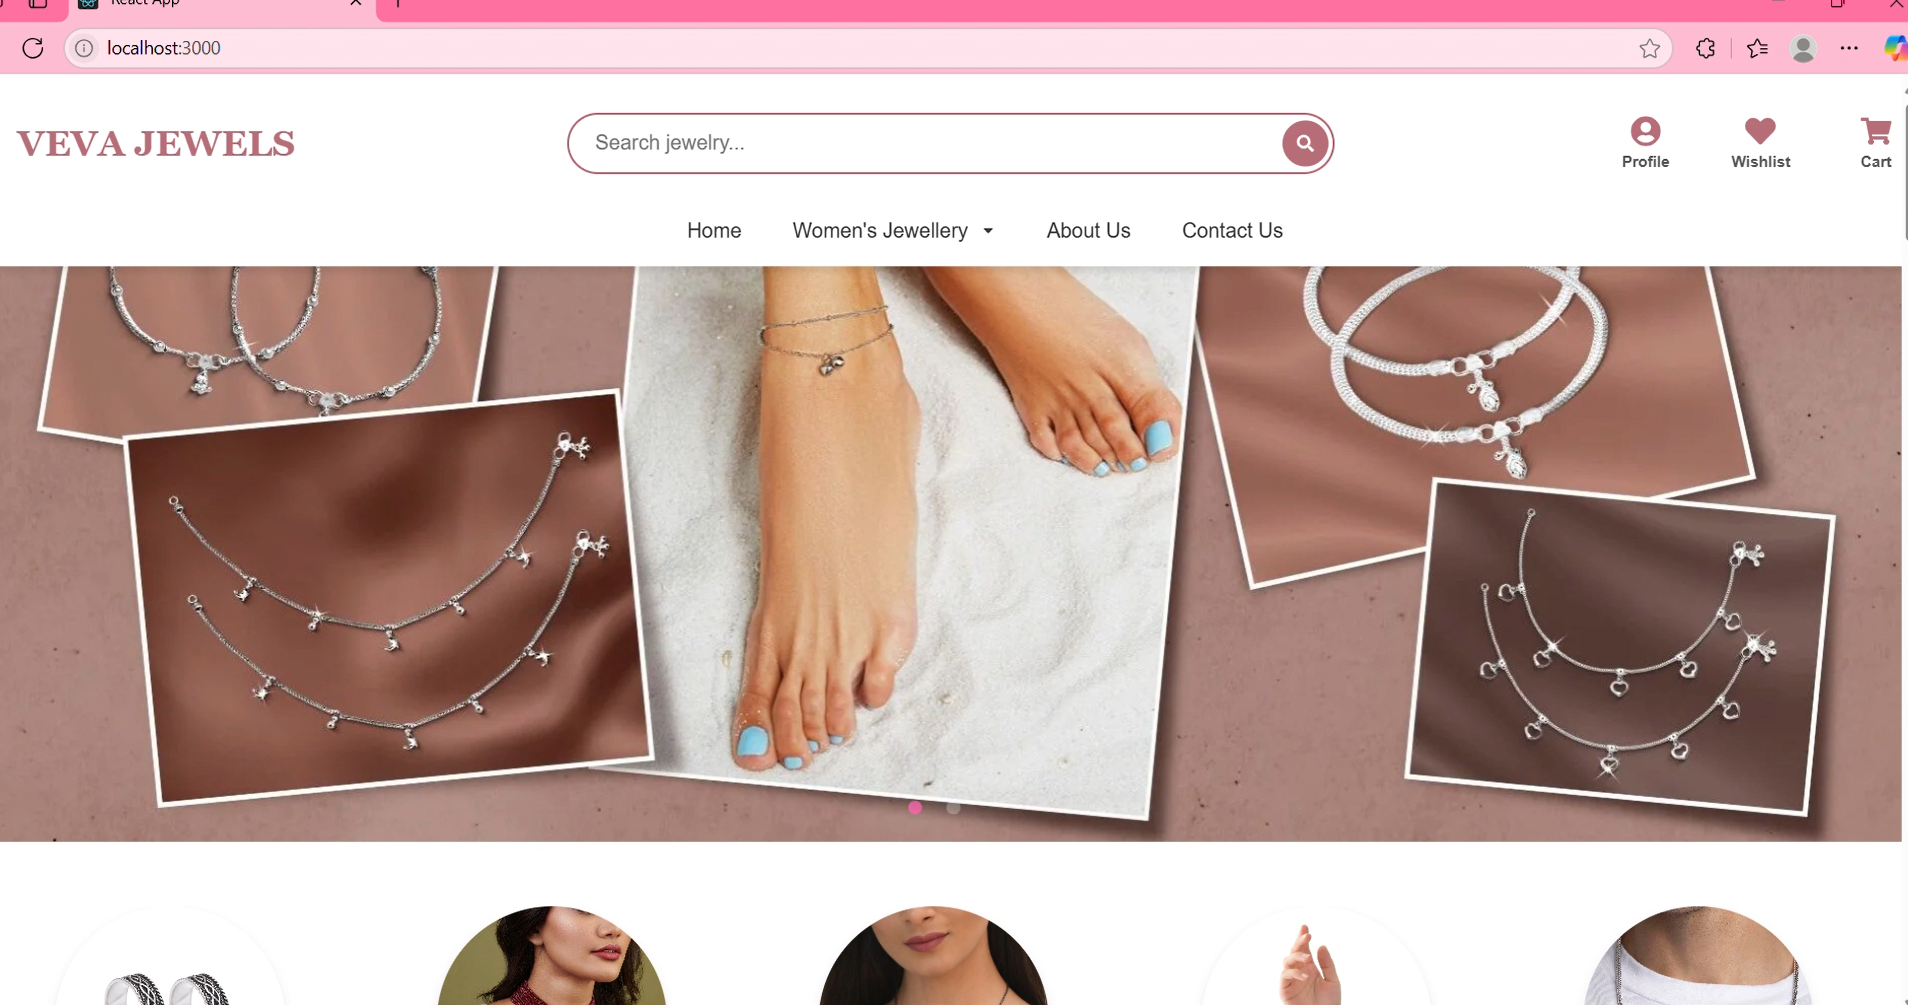 React App
localhost:3000
VEVA JEWELS
Search jewelry...
Profile
Wishlist
Cart
Home
Women's Jewellery
About Us
Contact Us